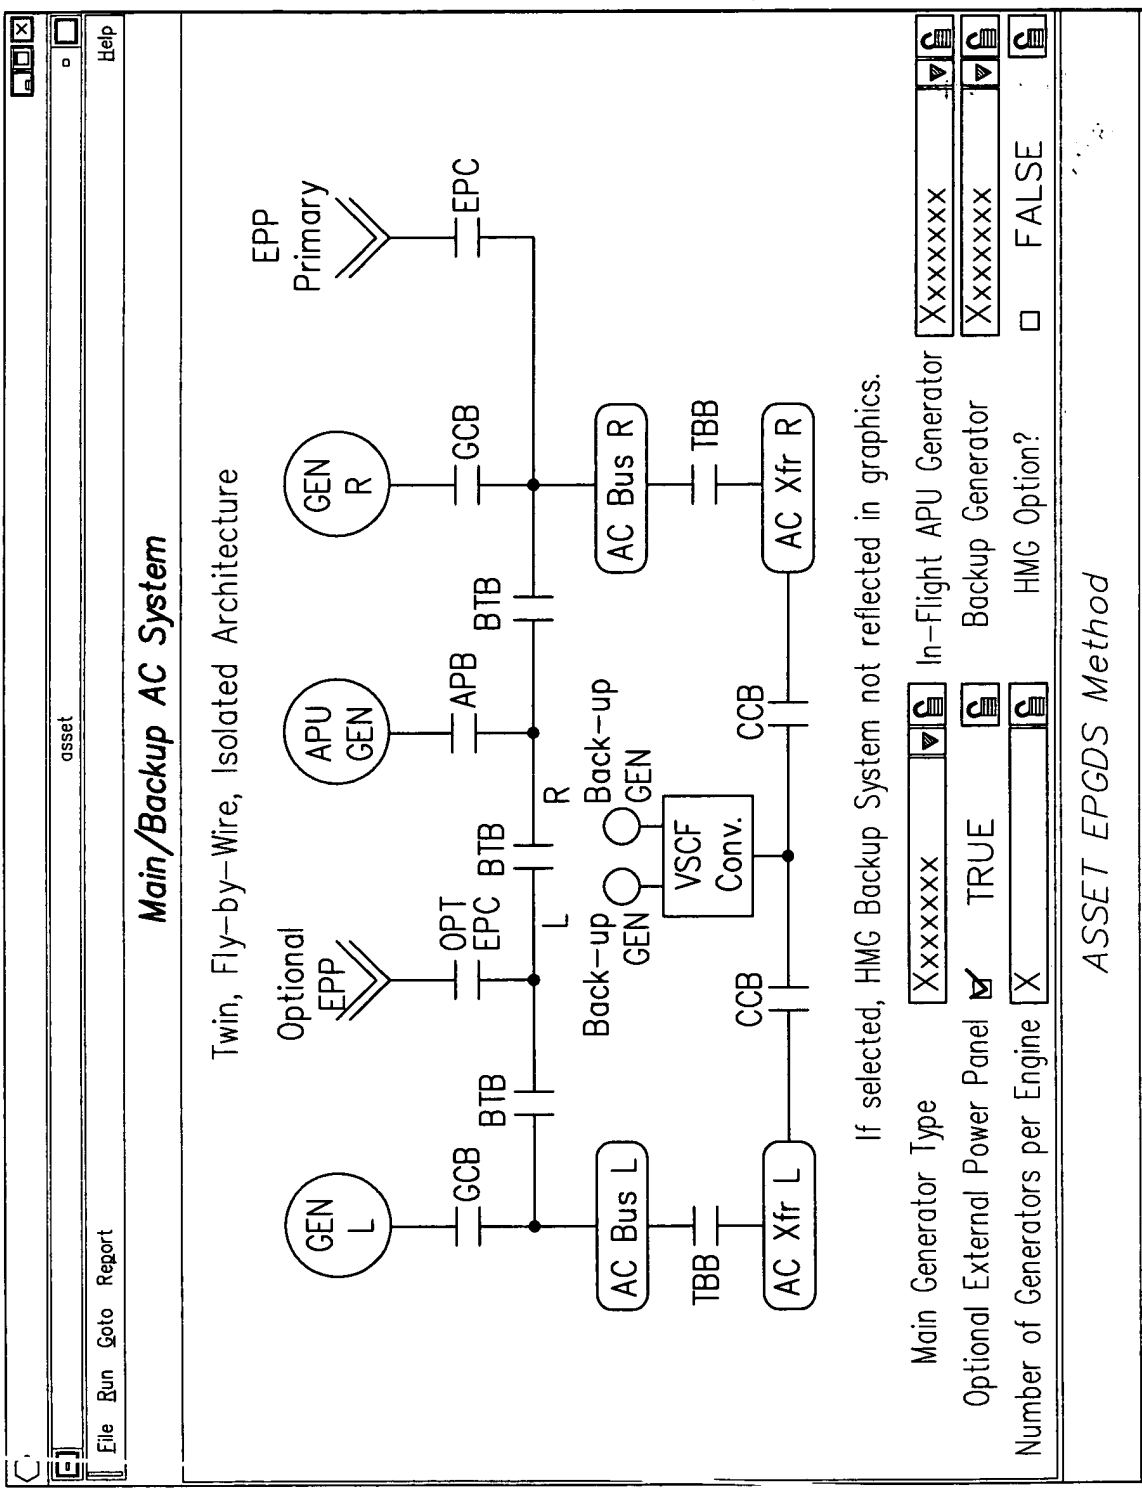 asset
File Run Goto Report Help
Main/Backup AC System
Twin, Fly-by-Wire, Isolated Architecture
GEN
L
Optional
EPP
APU
GEN
GEN
R
EPP
Primary
GCB
OPT
EPC
APB
GCB
EPC
BTB
BTB
BTB
L
R
AC Bus L
Back-up
GEN
Back-up
GEN
AC Bus R
VSCF
Conv.
TBB
TBB
CCB
CCB
AC Xfr L
AC Xfr R
If selected, HMG Backup System not reflected in graphics.
Main Generator Type Xxxxxxx In-Flight APU Generator Xxxxxxx
Optional External Power Panel TRUE Backup Generator Xxxxxxx
Number of Generators per Engine X HMG Option? FALSE
ASSET EPGDS Method